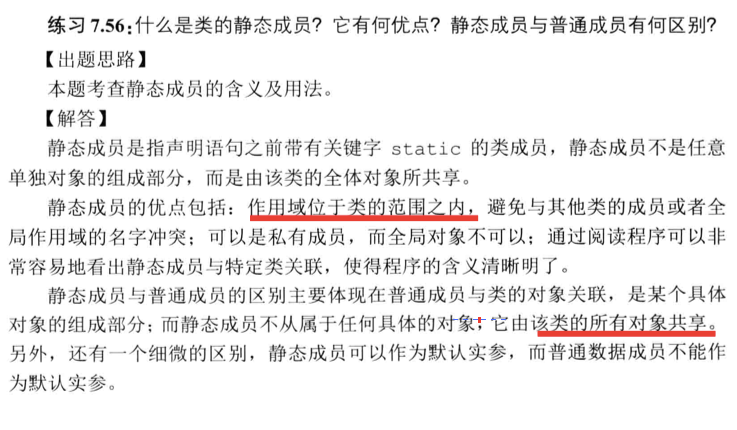 练习 7.56:什么是类的静态成员?它有何优点?静态成员与普通成员有何区别?
【出题思路】
本题考查静态成员的含义及用法。
【解答】
静态成员是指声明语句之前带有关键字 static 的类成员，静态成员不是任意
单独对象的组成部分，而是由该类的全体对象所共享。
静态成员的优点包括：作用域位于类的范围之内，避免与其他类的成员或者全
局作用域的名字冲突；可以是私有成员，而全局对象不可以；通过阅读程序可以非
常容易地看出静态成员与特定类关联，使得程序的含义清晰明了。
静态成员与普通成员的区别主要体现在普通成员与类的对象关联，是某个具体
对象的组成部分；而静态成员不从属于任何具体的对象，它由该类的所有对象共享。
另外，还有一个细微的区别，静态成员可以作为默认实参，而普通数据成员不能作
为默认实参。